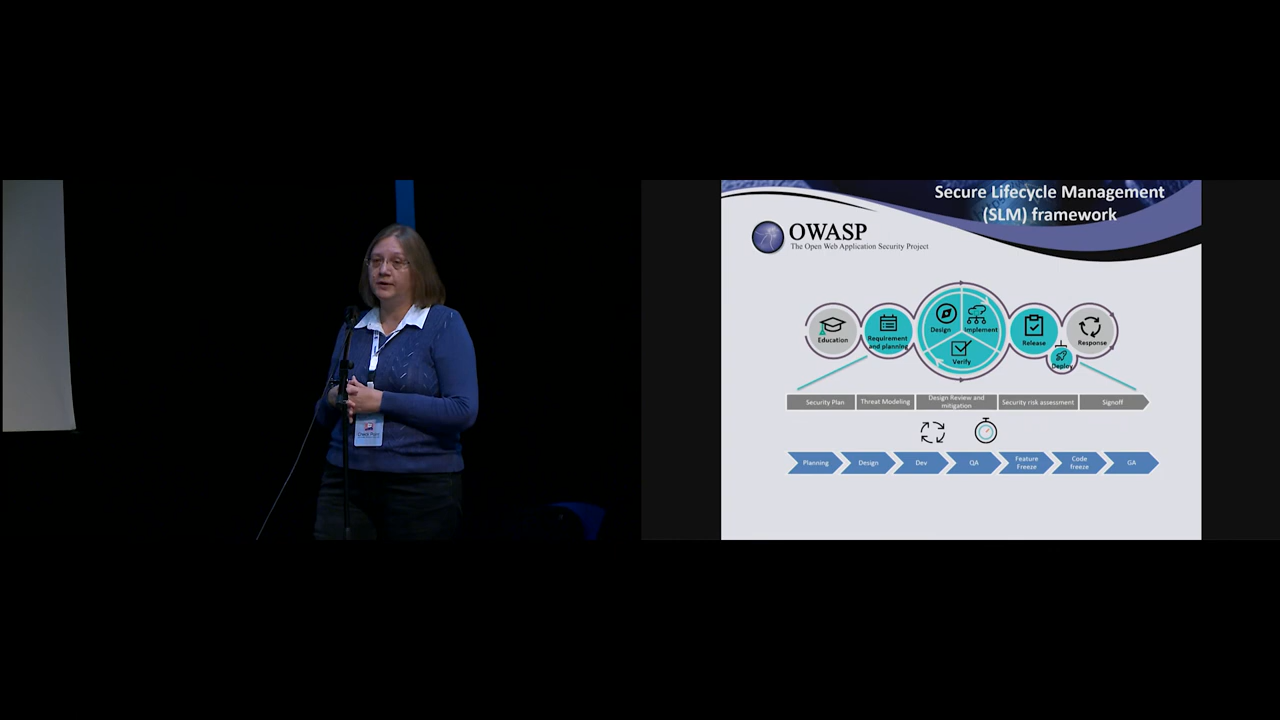 Secure Lifecycle Management
(SLM) framework
OWASP
The Open Web Application Security Project
Education
Requirement
and planning
Design
Implement
Verify
Release
Deploy
Response
Security Plan
Threat Modeling
Design Review and
mitigation
Security risk assessment
Signoff
Planning
Design
Dev
QA
Feature
Freeze
Code
freeze
GA
Check Point